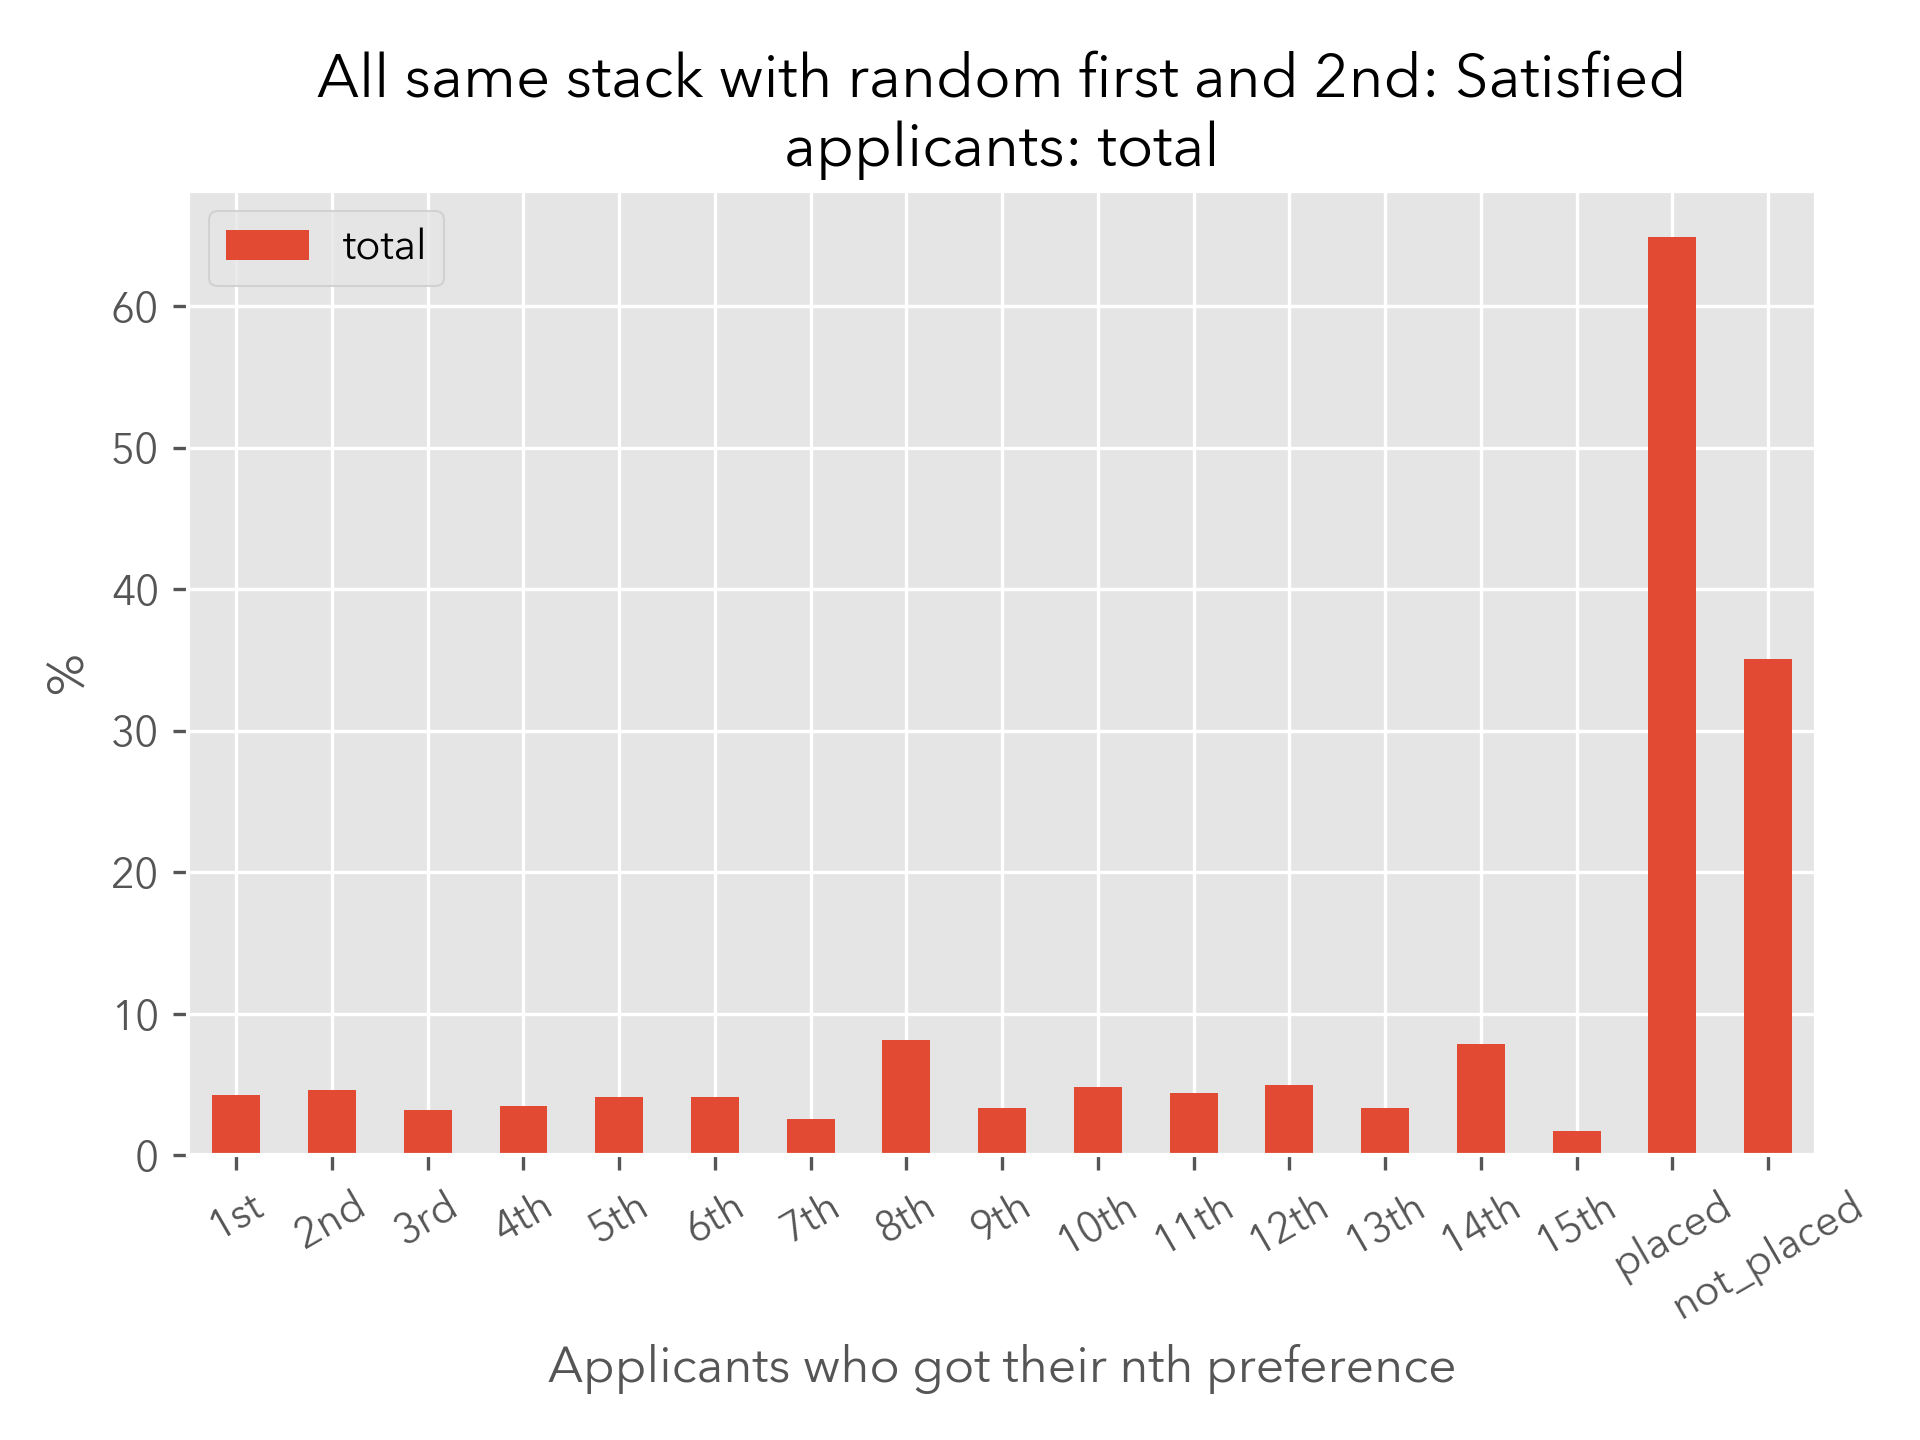 All same stack with random first and 2nd: Satisfied
applicants: total
total
60
50
40
30
20
10
0
%
1st
2nd
3rd
4th
5th
6th
7th
8th
9th
10th
11th
12th
13th
14th
15th
placed
not_placed
Applicants who got their nth preference